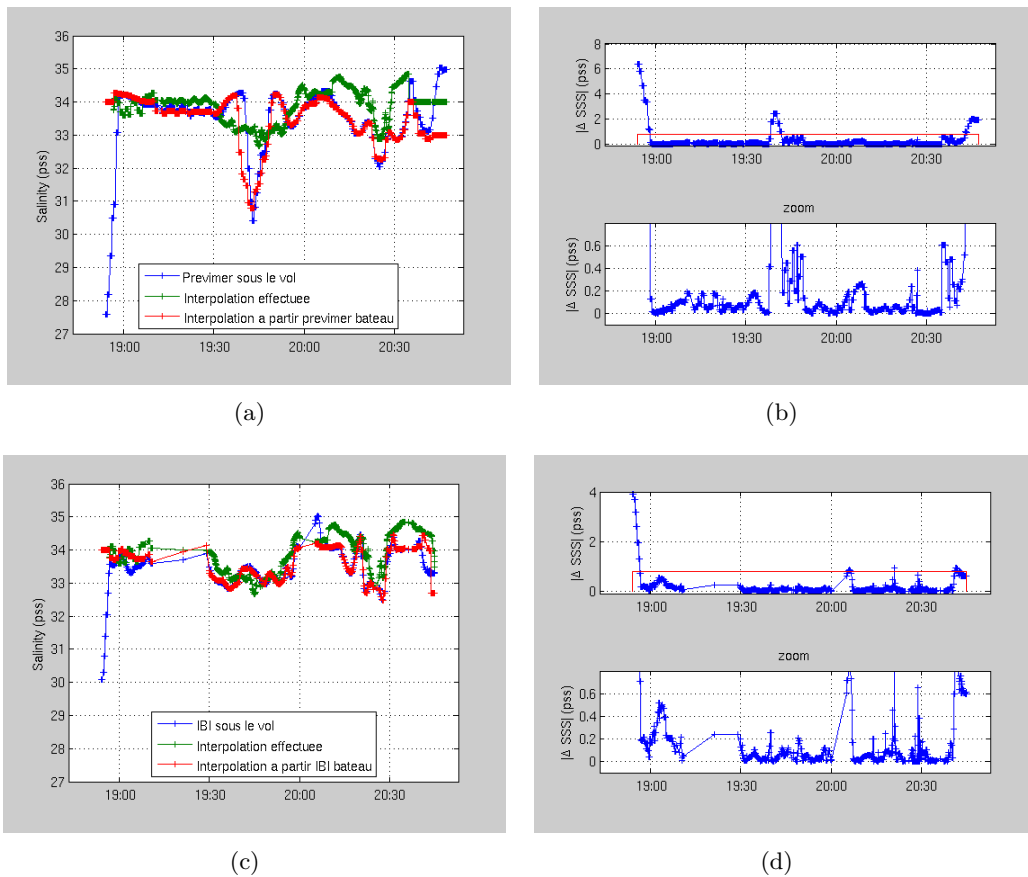 36
35
34
33
32
31
30
29
28
27
Salinity (pss)
Previmer sous le vol
Interpolation effectuee
Interpolation a partir previmer bateau
19:00 19:30 20:00 20:30
(a)
8
6
4
2
0
|Δ SSS| (pss)
19:00 19:30 20:00 20:30
zoom
0.6
0.4
0.2
0
|Δ SSS| (pss)
19:00 19:30 20:00 20:30
(b)
36
35
34
33
32
31
30
29
28
27
Salinity (pss)
IBI sous le vol
Interpolation effectuee
Interpolation a partir IBI bateau
19:00 19:30 20:00 20:30
(c)
4
2
0
|Δ SSS| (pss)
19:00 19:30 20:00 20:30
zoom
0.6
0.4
0.2
0
|Δ SSS| (pss)
19:00 19:30 20:00 20:30
(d)